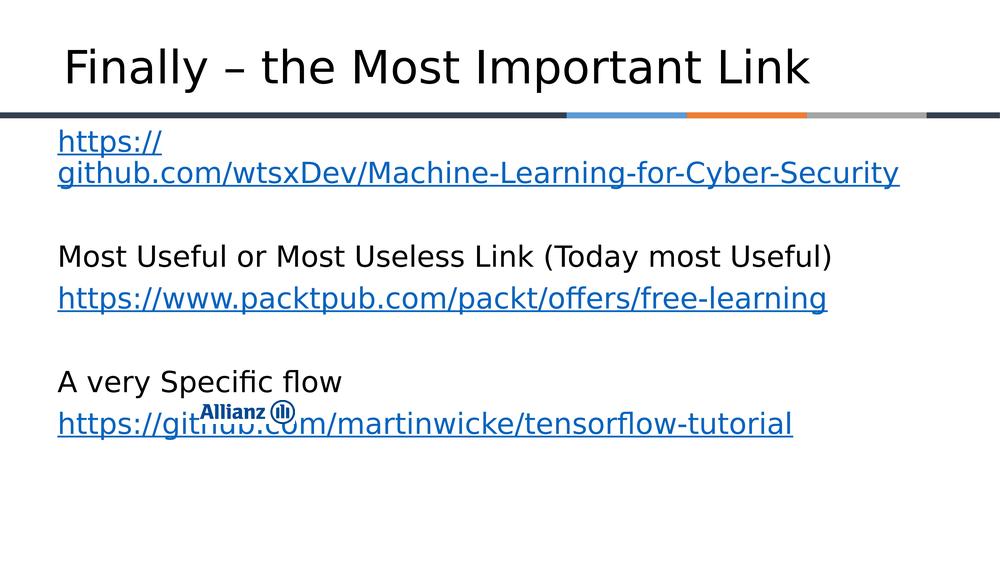 Finally – the Most Important Link
https://
github.com/wtsxDev/Machine-Learning-for-Cyber-Security
Most Useful or Most Useless Link (Today most Useful)
https://www.packtpub.com/packt/offers/free-learning
A very Specific flow
Allianz
https://github.com/martinwicke/tensorflow-tutorial